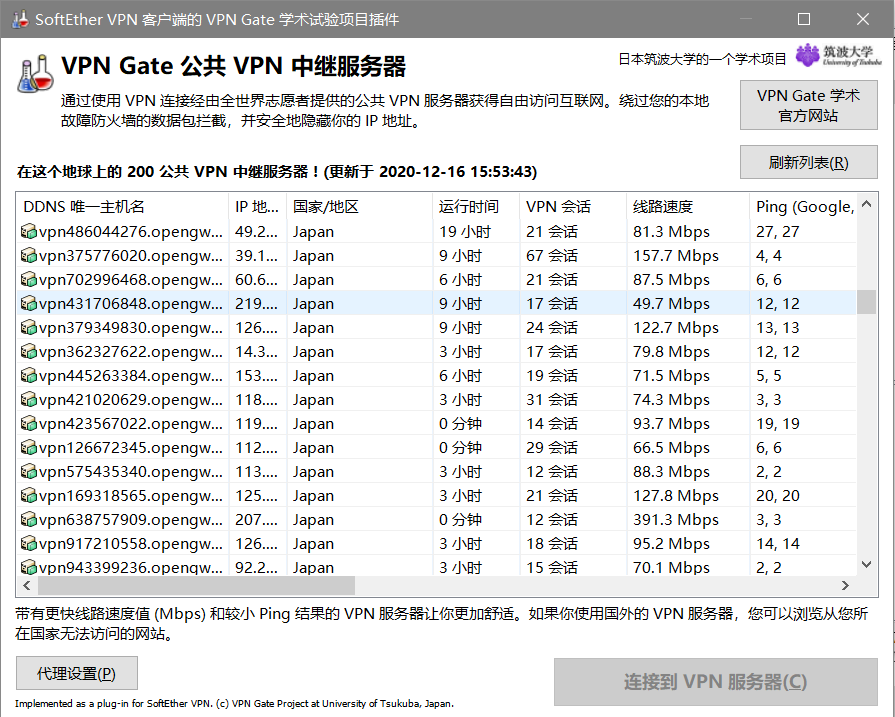 SoftEther VPN 客户端的 VPN Gate 学术试验项目插件
VPN Gate 公共 VPN 中继服务器
日本筑波大学的一个学术项目
筑波大学
University of Tsukuba
通过使用 VPN 连接经由全世界志愿者提供的公共 VPN 服务器获得自由访问互联网。绕过您的本地
故障防火墙的数据包拦截，并安全地隐藏你的 IP 地址。
VPN Gate 学术
官方网站
在这个地球上的 200 公共 VPN 中继服务器！(更新于 2020-12-16 15:53:43)
刷新列表(R)
DDNS 唯一主机名 IP 地... 国家/地区 运行时间 VPN 会话 线路速度 Ping (Google,
vpn486044276.opengw... 49.2... Japan 19 小时 21 会话 81.3 Mbps 27, 27
vpn375776020.opengw... 39.1... Japan 9 小时 67 会话 157.7 Mbps 4, 4
vpn702996468.opengw... 60.6... Japan 6 小时 21 会话 87.5 Mbps 6, 6
vpn431706848.opengw... 219.... Japan 9 小时 17 会话 49.7 Mbps 12, 12
vpn379349830.opengw... 126.... Japan 9 小时 24 会话 122.7 Mbps 13, 13
vpn362327622.opengw... 14.3... Japan 3 小时 17 会话 79.8 Mbps 12, 12
vpn445263384.opengw... 153.... Japan 6 小时 19 会话 71.5 Mbps 5, 5
vpn421020629.opengw... 118.... Japan 3 小时 31 会话 74.3 Mbps 3, 3
vpn423567022.opengw... 119.... Japan 0 分钟 14 会话 93.7 Mbps 19, 19
vpn126672345.opengw... 112.... Japan 0 分钟 29 会话 66.5 Mbps 6, 6
vpn575435340.opengw... 113.... Japan 3 小时 12 会话 88.3 Mbps 2, 2
vpn169318565.opengw... 125.... Japan 3 小时 21 会话 127.8 Mbps 20, 20
vpn638757909.opengw... 207.... Japan 0 分钟 12 会话 391.3 Mbps 3, 3
vpn917210558.opengw... 126.... Japan 3 小时 18 会话 95.2 Mbps 14, 14
vpn943399236.opengw... 92.2... Japan 3 小时 15 会话 70.1 Mbps 2, 2
带有更快线路速度值 (Mbps) 和较小 Ping 结果的 VPN 服务器让你更加舒适。如果你使用国外的 VPN 服务器，您可以浏览从您所
在国家无法访问的网站。
代理设置(P)
连接到 VPN 服务器(C)
Implemented as a plug-in for SoftEther VPN. (c) VPN Gate Project at University of Tsukuba, Japan.